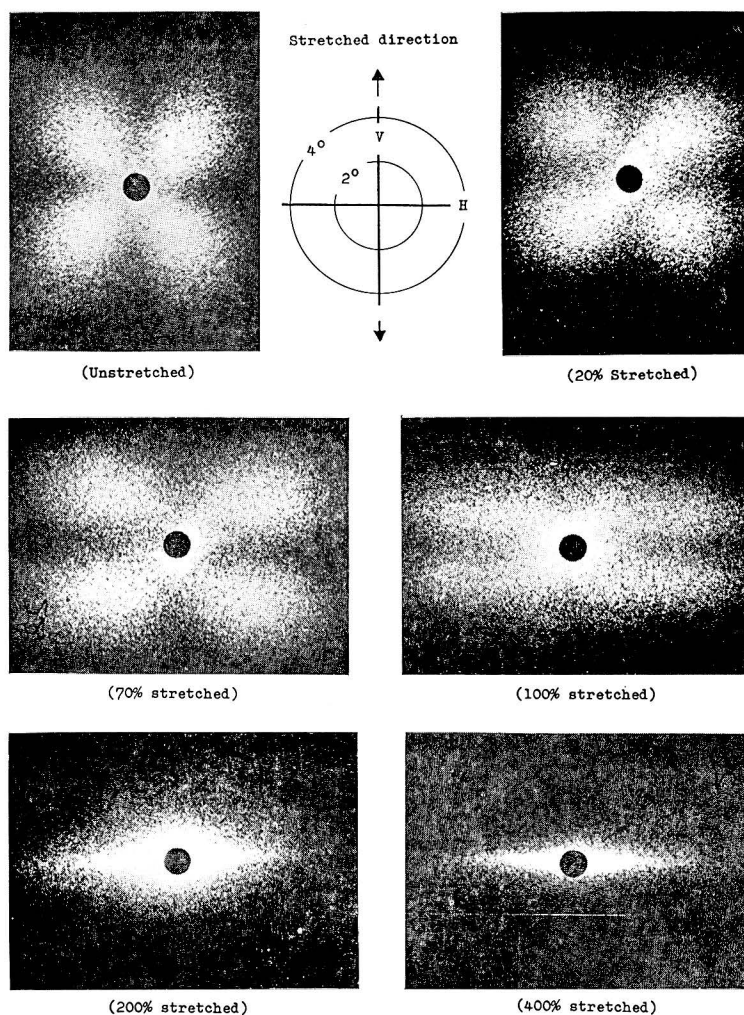 Stretched direction
V
4°
2°
H
(Unstretched)
(20% Stretched)
(70% stretched)
(100% stretched)
(200% stretched)
(400% stretched)